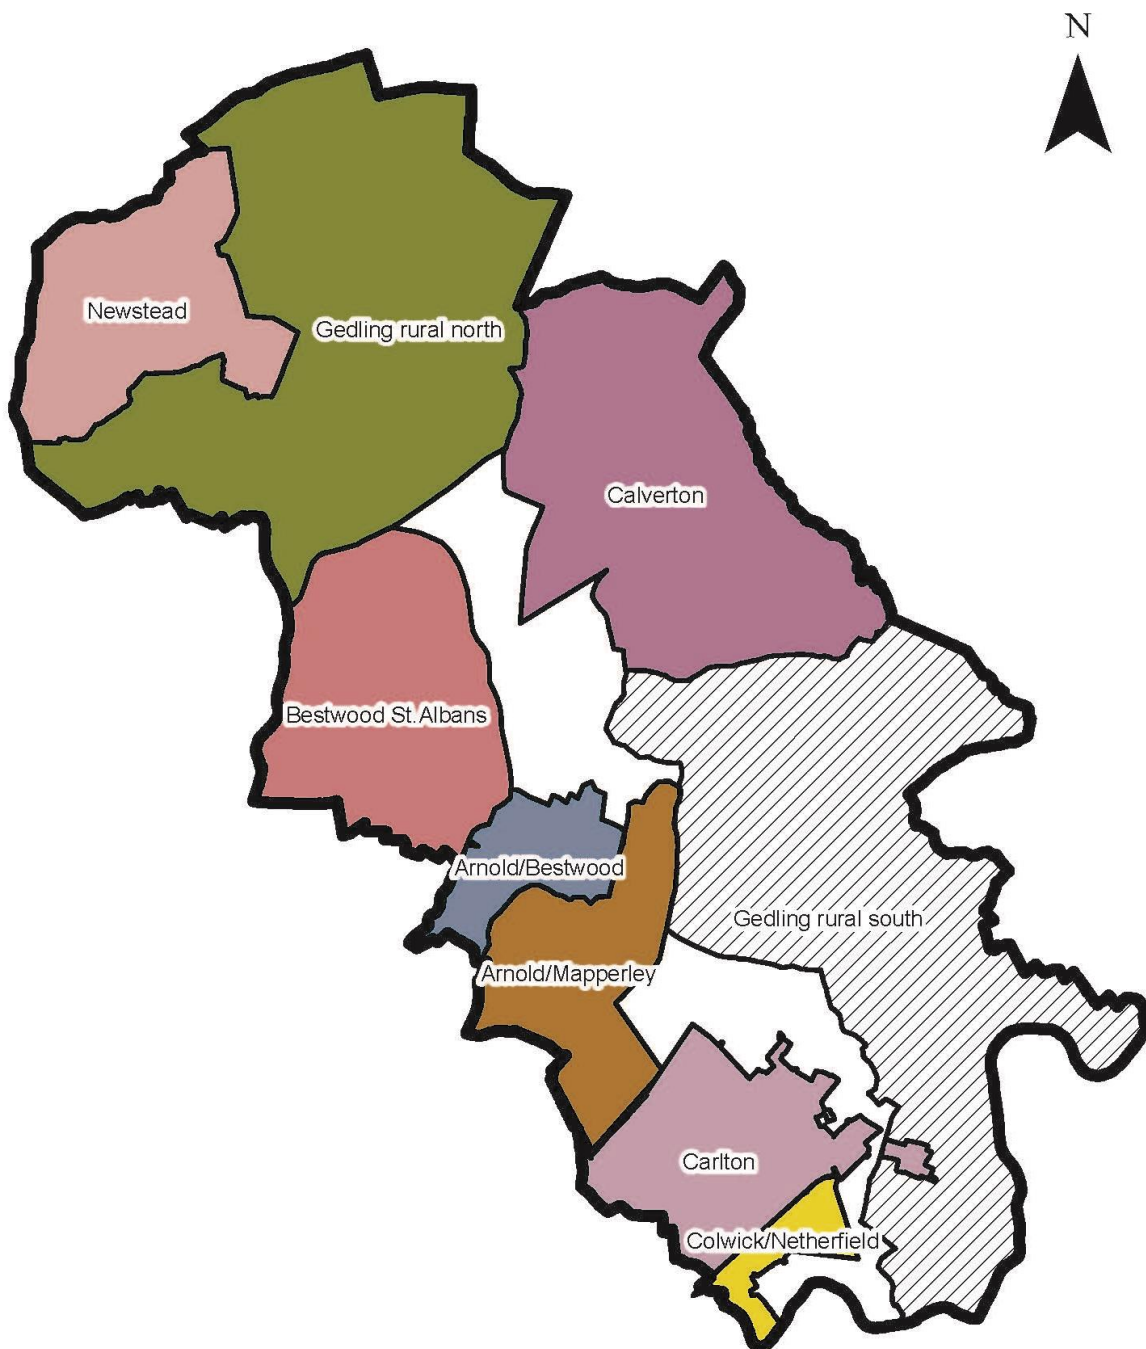 N
Newstead
Gedling rural north
Calverton
Bestwood St.Albans
Arnold/Bestwood
Gedling rural south
Arnold/Mapperley
Carlton
Colwick/Netherfield